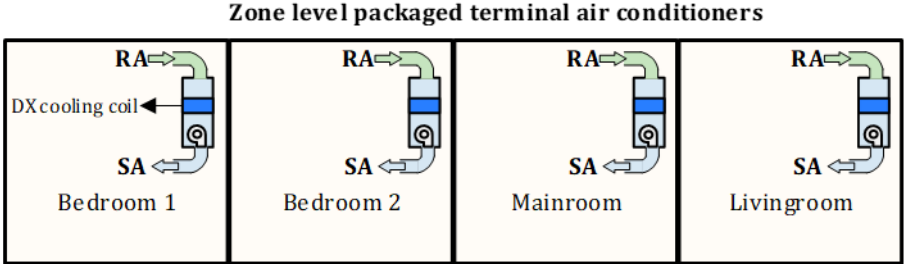 Zone level packaged terminal air conditioners
RA RA RA RA
DX cooling coil
SA SA SA SA
Bedroom 1 Bedroom 2 Mainroom Livingroom